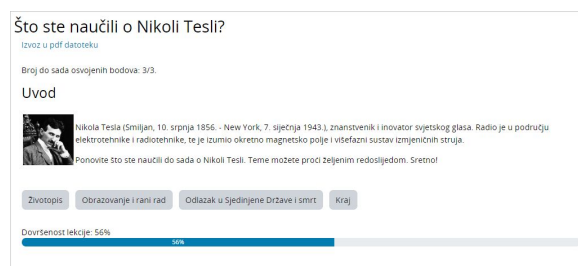 Što ste naučili o Nikoli Tesli?
Izvoz u pdf datoteku
Broj do sada osvojenih bodova: 3/3.
Uvod
Nikola Tesla (Smiljan, 10. srpnja 1856. - New York, 7. siječnja 1943.), znanstvenik i inovator svjetskog glasa. Radio je u području
elektrotehnike i radiotehnike, te je izumio okretno magnetsko polje i višefazni sustav izmjeničnih struja.
Ponovite što ste naučili do sada o Nikoli Tesli. Teme možete proći željenim redoslijedom. Sretno!
Životopis Obrazovanje i rani rad Odlazak u Sjedinjene Države i smrt Kraj
Dovršenost lekcije: 56%
56%